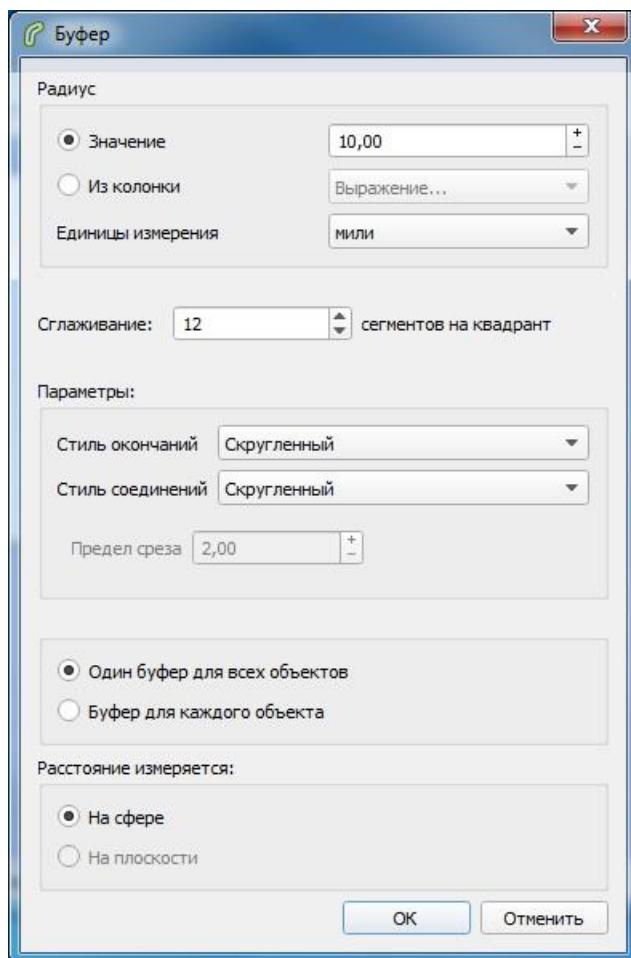 Буфер
Радиус
Значение 10,00
Из колонки Выражение...
Единицы измерения мили
Сглаживание: 12 сегментов на квадрант
Параметры:
Стиль окончаний Скругленный
Стиль соединений Скругленный
Предел среза 2,00
Один буфер для всех объектов
Буфер для каждого объекта
Расстояние измеряется:
На сфере
На плоскости
ОК Отменить